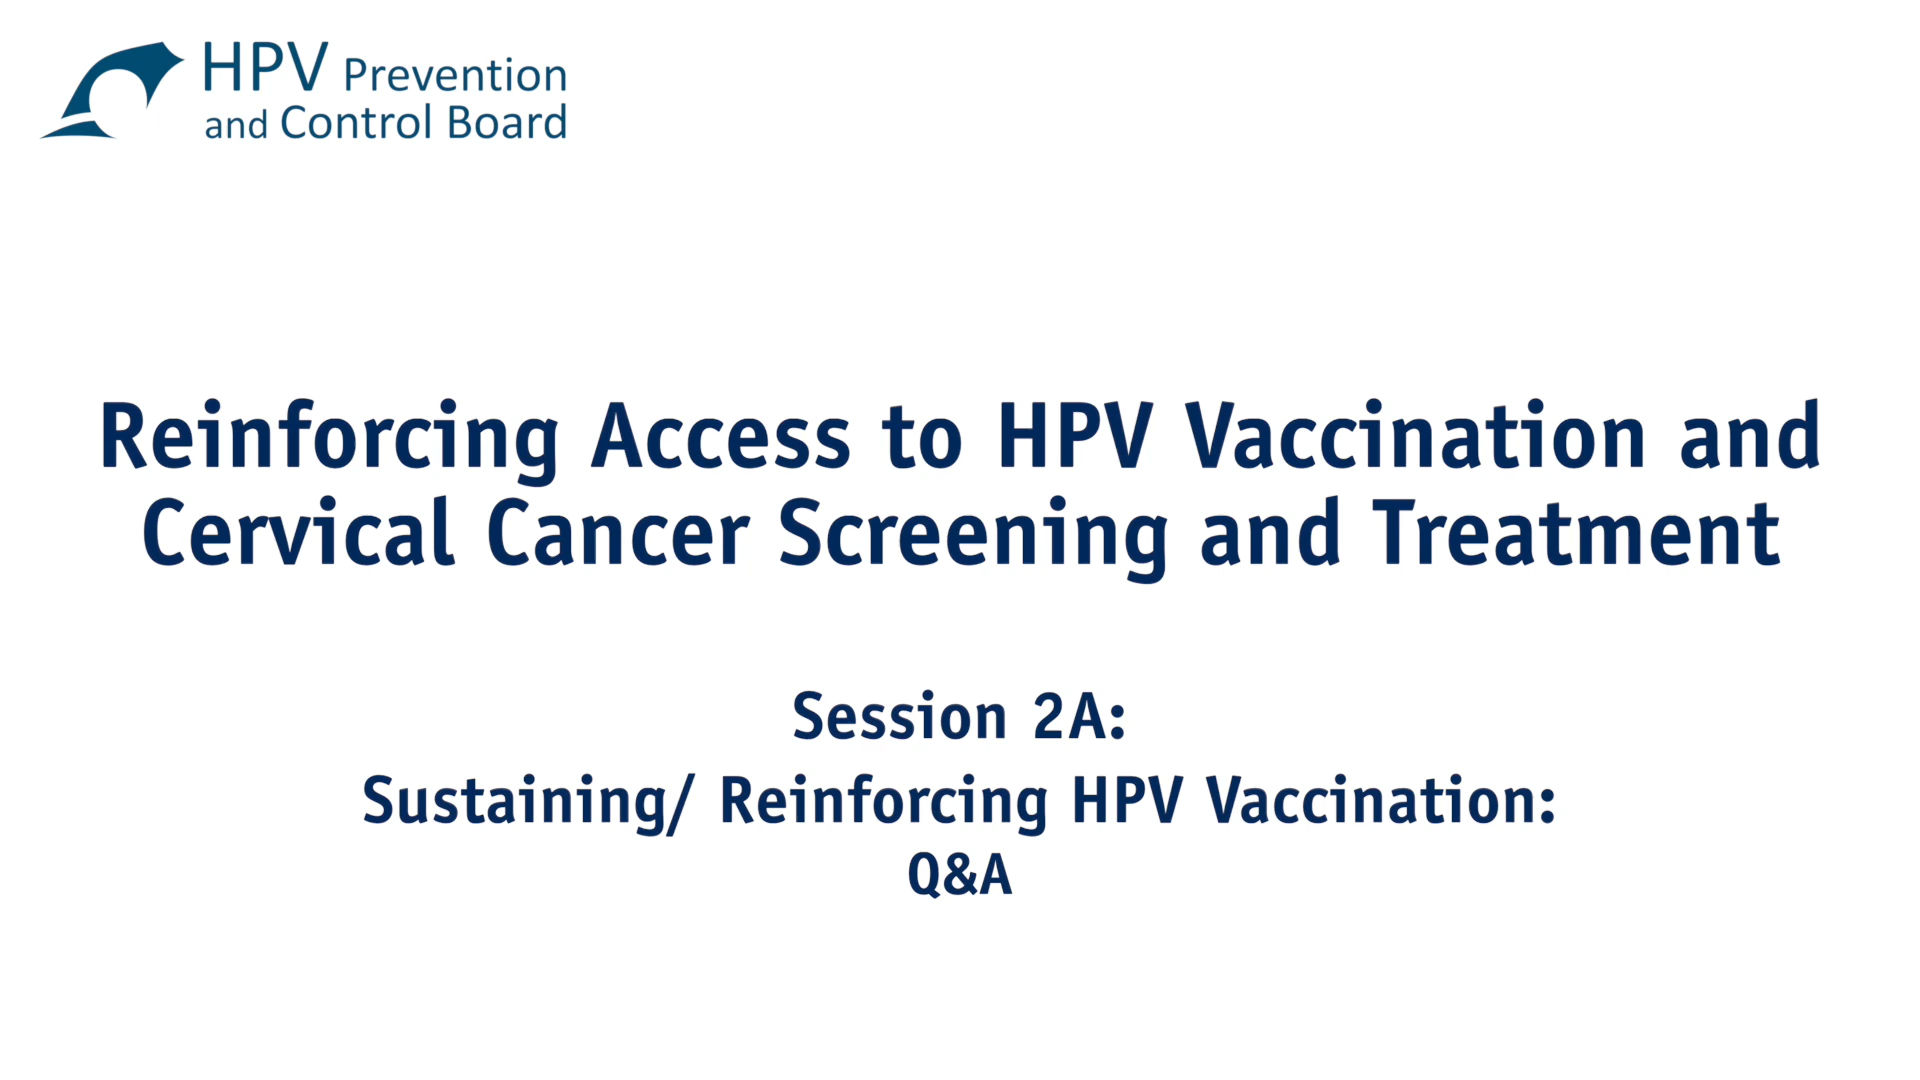 HPV Prevention
and Control Board
Reinforcing Access to HPV Vaccination and
Cervical Cancer Screening and Treatment
Session 2A:
Sustaining/ Reinforcing HPV Vaccination:
Q&A